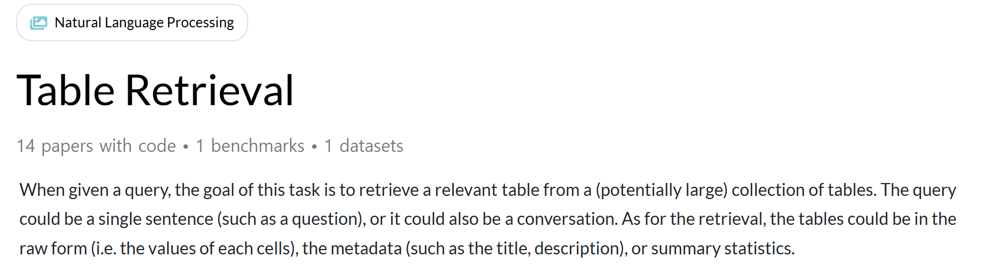 Natural Language Processing
Table Retrieval
14 papers with code • 1 benchmarks • 1 datasets
When given a query, the goal of this task is to retrieve a relevant table from a (potentially large) collection of tables. The query
could be a single sentence (such as a question), or it could also be a conversation. As for the retrieval, the tables could be in the
raw form (i.e. the values of each cells), the metadata (such as the title, description), or summary statistics.